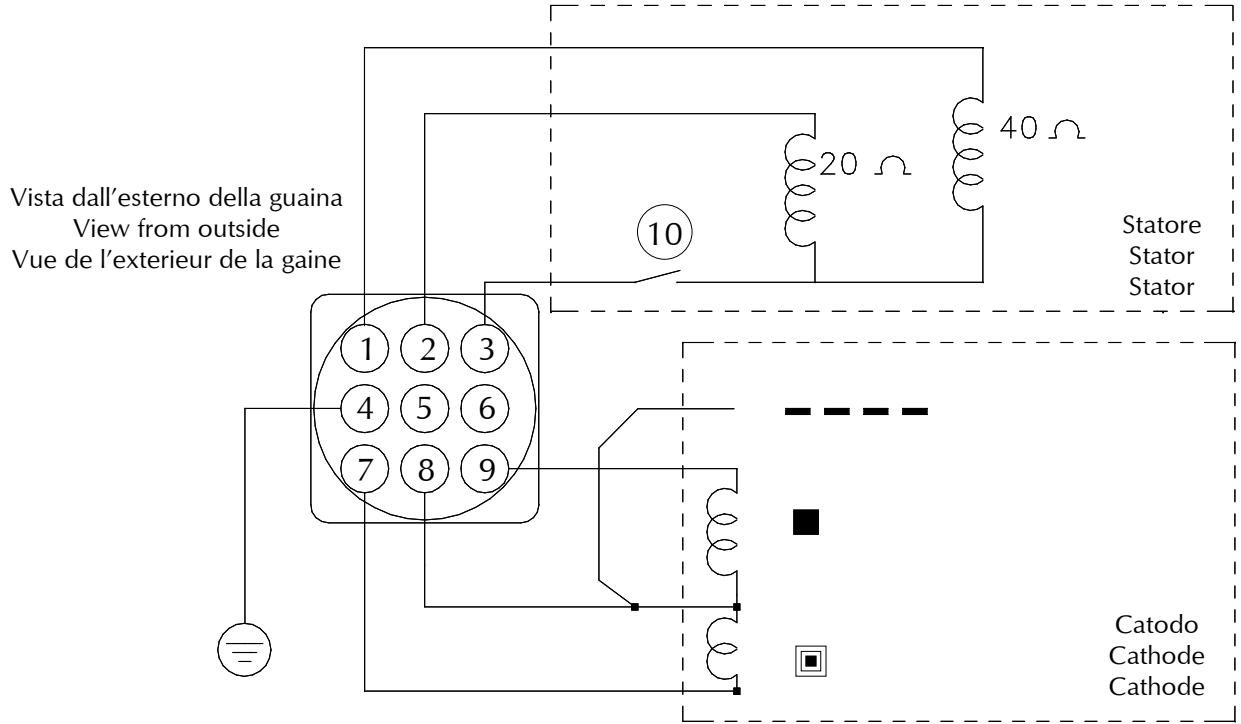 40 Ω
20 Ω
Vista dall'esterno della guaina
View from outside
Vue de l'exterieur de la gaine
10
Statore
Stator
Stator
1 2 3
4 5 6
7 8 9
Catodo
Cathode
Cathode